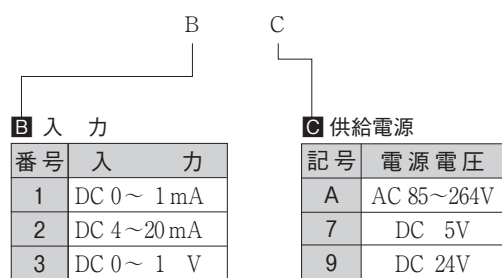 B C
B 入 力
番号 入 力
1 DC 0～ 1 mA
2 DC 4～20 mA
3 DC 0～ 1 V
C 供給電源
記号 電源電圧
A AC 85～264V
7 DC 5V
9 DC 24V